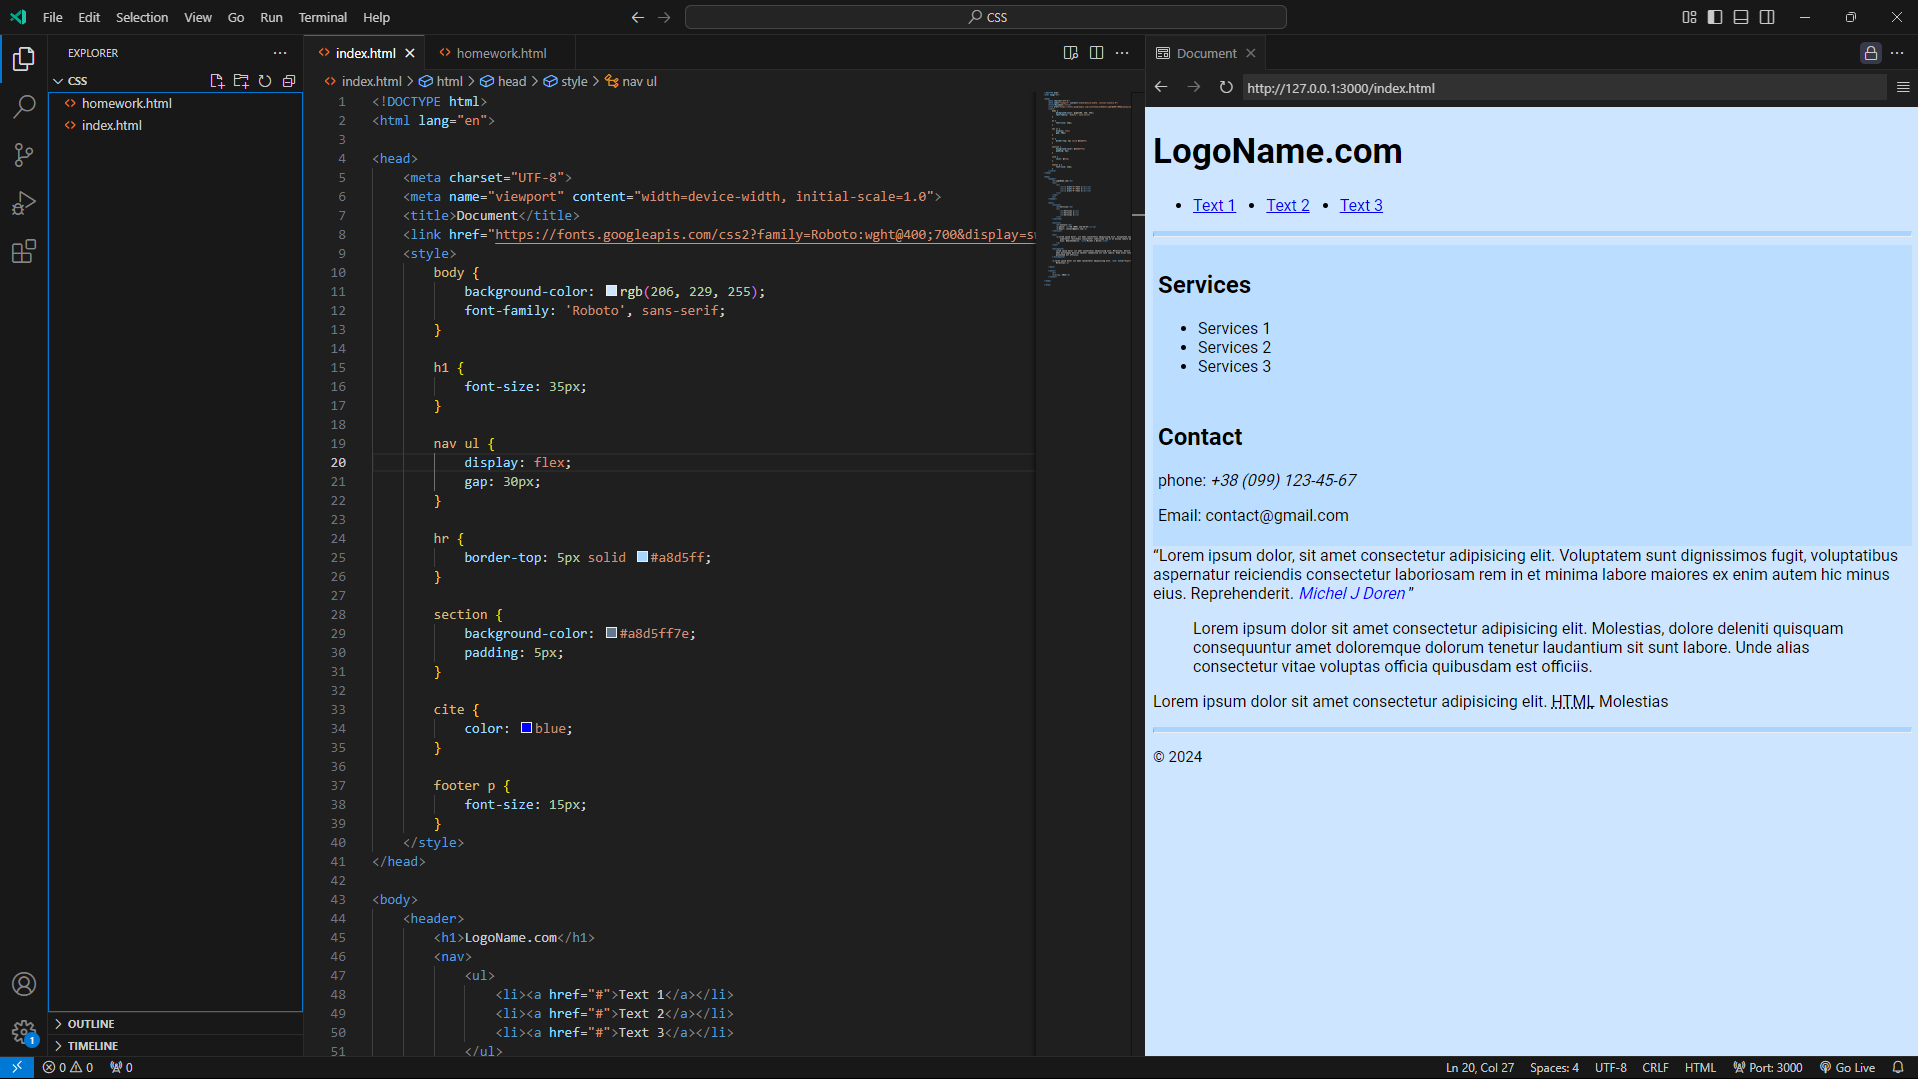 File Edit Selection View Go Run Terminal Help
CSS
EXPLORER
CSS
homework.html
index.html
OUTLINE
TIMELINE
index.html
homework.html
index.html > html > head > style > nav ul
1 <!DOCTYPE html>
2 <html lang="en">
3
4 <head>
5 <meta charset="UTF-8">
6 <meta name="viewport" content="width=device-width, initial-scale=1.0">
7 <title>Document</title>
8 <link href="https://fonts.googleapis.com/css2?family=Roboto:wght@400;700&display=s
9 <style>
10 body {
11 background-color: rgb(206, 229, 255);
12 font-family: 'Roboto', sans-serif;
13 }
14
15 h1 {
16 font-size: 35px;
17 }
18
19 nav ul {
20 display: flex;
21 gap: 30px;
22 }
23
24 hr {
25 border-top: 5px solid #a8d5ff;
26 }
27
28 section {
29 background-color: #a8d5ff7e;
30 padding: 5px;
31 }
32
33 cite {
34 color: blue;
35 }
36
37 footer p {
38 font-size: 15px;
39 }
40 </style>
41 </head>
42
43 <body>
44 <header>
45 <h1>LogoName.com</h1>
46 <nav>
47 <ul>
48 <li><a href="#">Text 1</a></li>
49 <li><a href="#">Text 2</a></li>
50 <li><a href="#">Text 3</a></li>
51 </ul>
Document
http://127.0.0.1:3000/index.html
LogoName.com
• Text 1 • Text 2 • Text 3
Services
• Services 1
• Services 2
• Services 3
Contact
phone: +38 (099) 123-45-67
Email: contact@gmail.com
“Lorem ipsum dolor, sit amet consectetur adipisicing elit. Voluptatem sunt dignissimos fugit, voluptatibus
aspernatur reiciendis consectetur laboriosam rem in et minima labore maiores ex enim autem hic minus
eius. Reprehenderit. Michel J Doren ”
Lorem ipsum dolor sit amet consectetur adipisicing elit. Molestias, dolore deleniti quisquam
consequuntur amet doloremque dolorum tenetur laudantium sit sunt labore. Unde alias
consectetur vitae voluptas officia quibusdam est officiis.
Lorem ipsum dolor sit amet consectetur adipisicing elit. HTML Molestias
© 2024
1
0 0 0
Ln 20, Col 27 Spaces: 4 UTF-8 CRLF HTML Port: 3000 Go Live